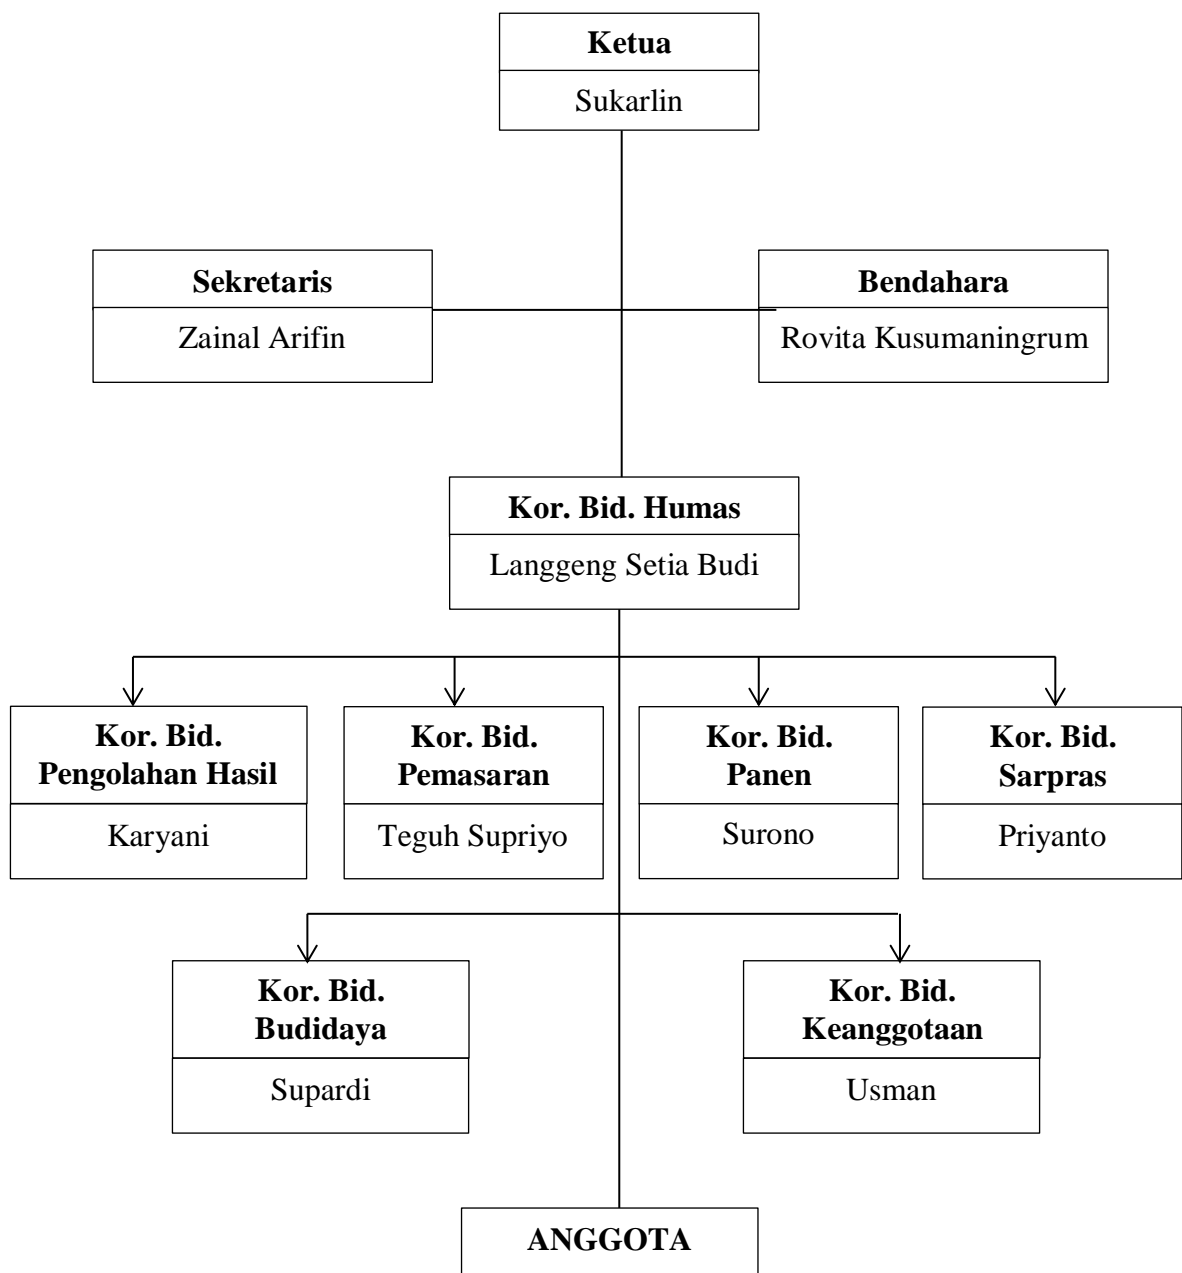 Ketua
Sukarlin
Sekretaris
Zainal Arifin
Bendahara
Rovita Kusumaningrum
Kor. Bid. Humas
Langgeng Setia Budi
Kor. Bid.
Pengolahan Hasil
Karyani
Kor. Bid.
Pemasaran
Teguh Supriyo
Kor. Bid.
Panen
Surono
Kor. Bid.
Sarpras
Priyanto
Kor. Bid.
Budidaya
Supardi
Kor. Bid.
Keanggotaan
Usman
ANGGOTA